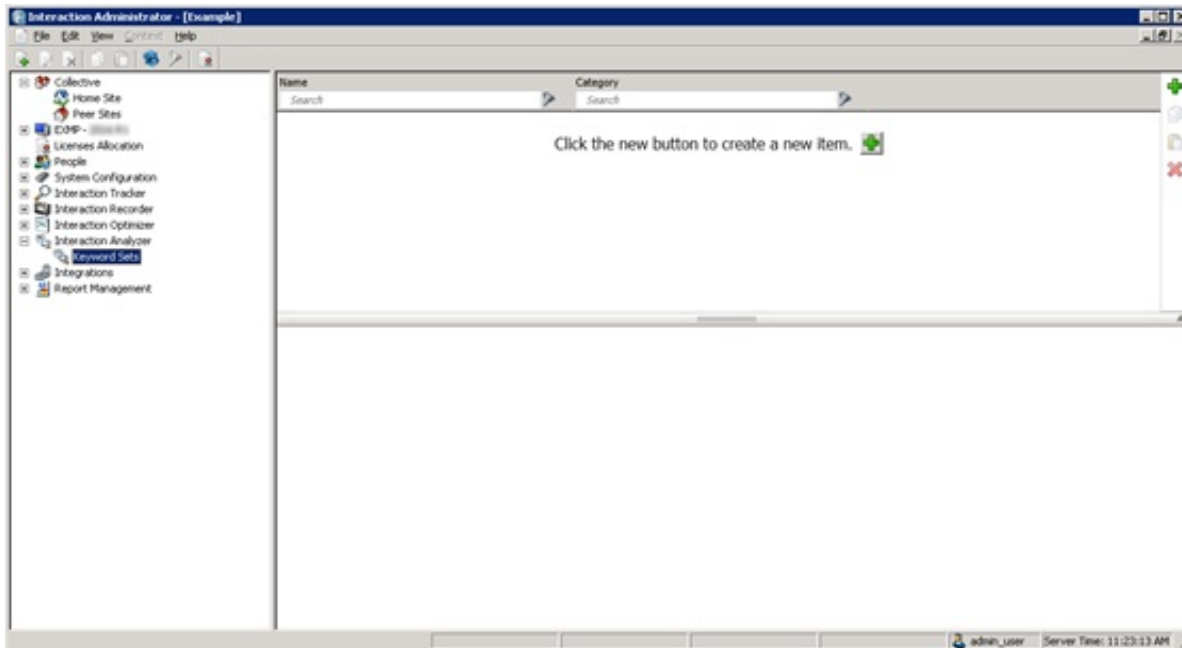 Interaction Administrator - [Example]
File Edit View Context Help
Collective
Home Site
Peer Sites
EXMP-
Licenses Allocation
People
System Configuration
Interaction Tracker
Interaction Recorder
Interaction Optimizer
Interaction Analyzer
Keyword Sets
Integrations
Report Management
Name Category
Search Search
Click the new button to create a new item.
admin_user Server Time: 11:23:13 AM